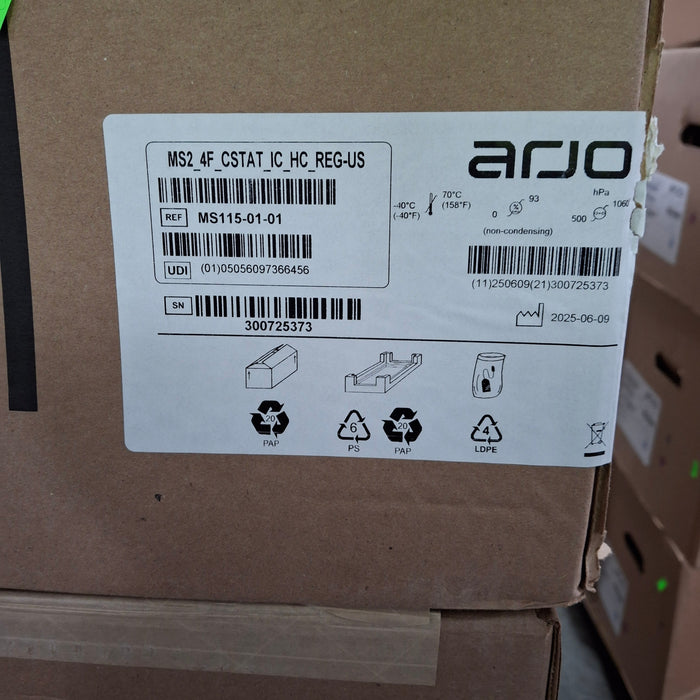 MS2_4F_CSTAT_IC_HC_REG-US
REF MS115-01-01
UDI (01)05056097366456
SN
300725373
arjo
-40°C
(-40°F)
70°C
(158°F)
0 % 93
(non-condensing)
hPa
500 1060
(11)250609(21)300725373
2025-06-09
20
PAP
6
PS
20
PAP
4
LDPE